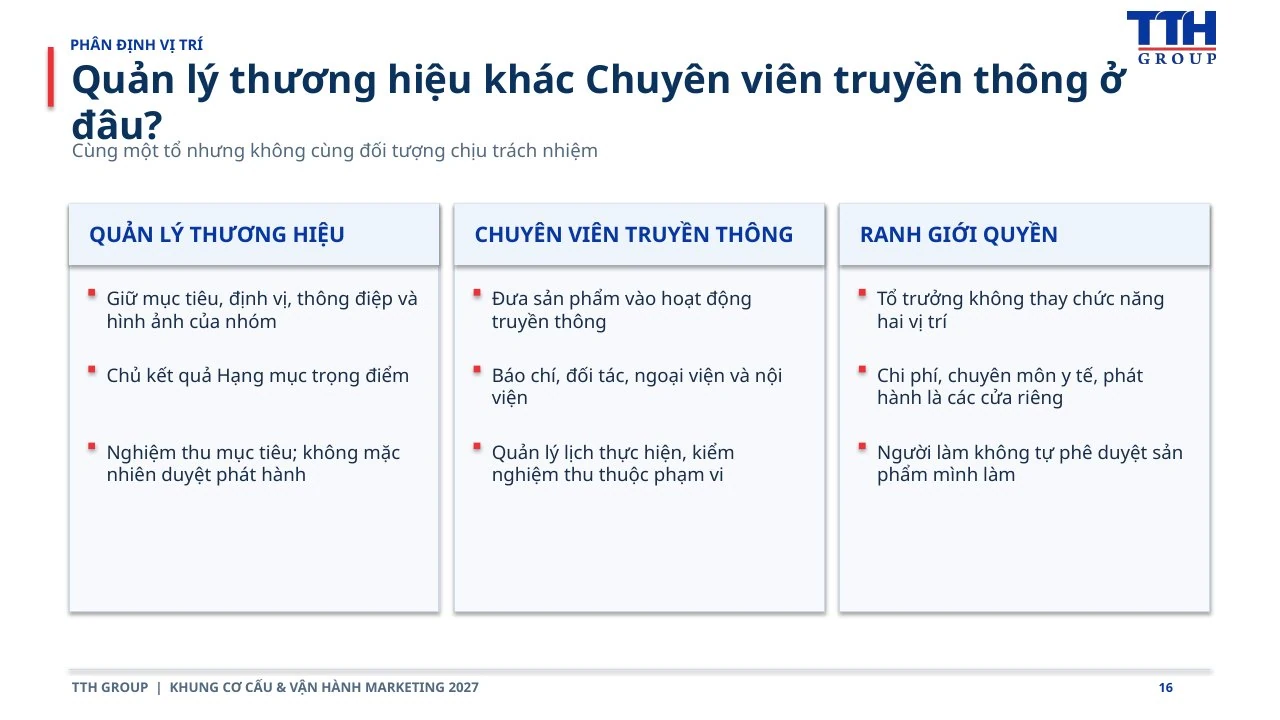 TTH
GROUP
PHÂN ĐỊNH VỊ TRÍ
Quản lý thương hiệu khác Chuyên viên truyền thông ở
đâu?
Cùng một tổ nhưng không cùng đối tượng chịu trách nhiệm
QUẢN LÝ THƯƠNG HIỆU
Giữ mục tiêu, định vị, thông điệp và
hình ảnh của nhóm
Chủ kết quả Hạng mục trọng điểm
Nghiệm thu mục tiêu; không mặc
nhiên duyệt phát hành
CHUYÊN VIÊN TRUYỀN THÔNG
Đưa sản phẩm vào hoạt động
truyền thông
Báo chí, đối tác, ngoại viện và nội
viện
Quản lý lịch thực hiện, kiểm
nghiệm thu thuộc phạm vi
RANH GIỚI QUYỀN
Tổ trưởng không thay chức năng
hai vị trí
Chi phí, chuyên môn y tế, phát
hành là các cửa riêng
Người làm không tự phê duyệt sản
phẩm mình làm
TTH GROUP | KHUNG CƠ CẤU & VẬN HÀNH MARKETING 2027
16